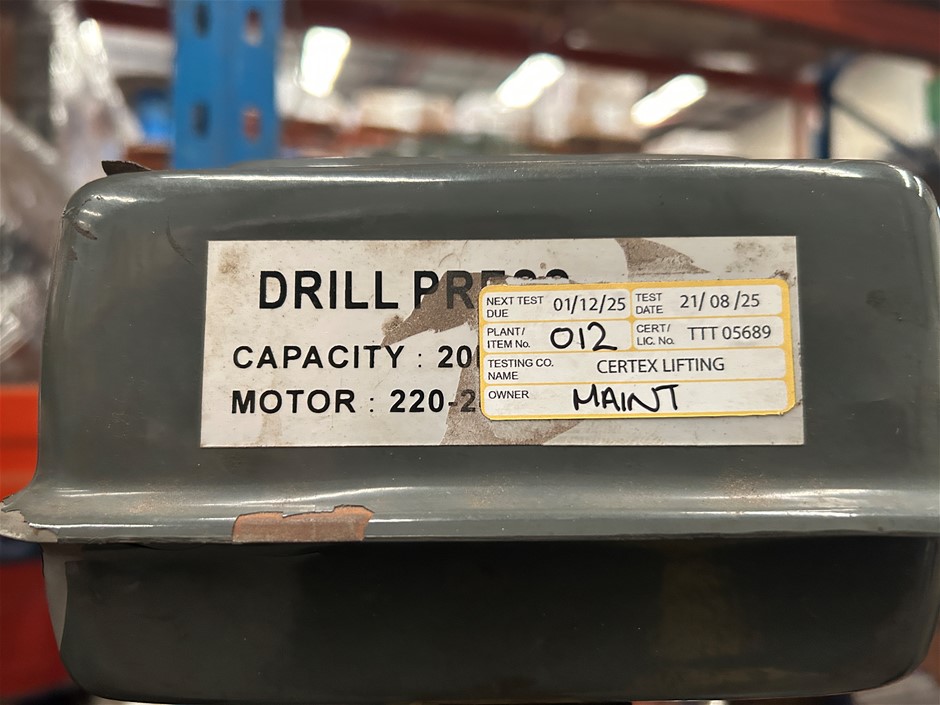 DRILL PRESS
CAPACITY : 20
MOTOR : 220-2
NEXT TEST DUE 01/12/25 TEST DATE 21/08/25
PLANT/ ITEM No. 012 CERT/ LIC. No. TTT 05689
TESTING CO. NAME CERTEX LIFTING
OWNER MAINT